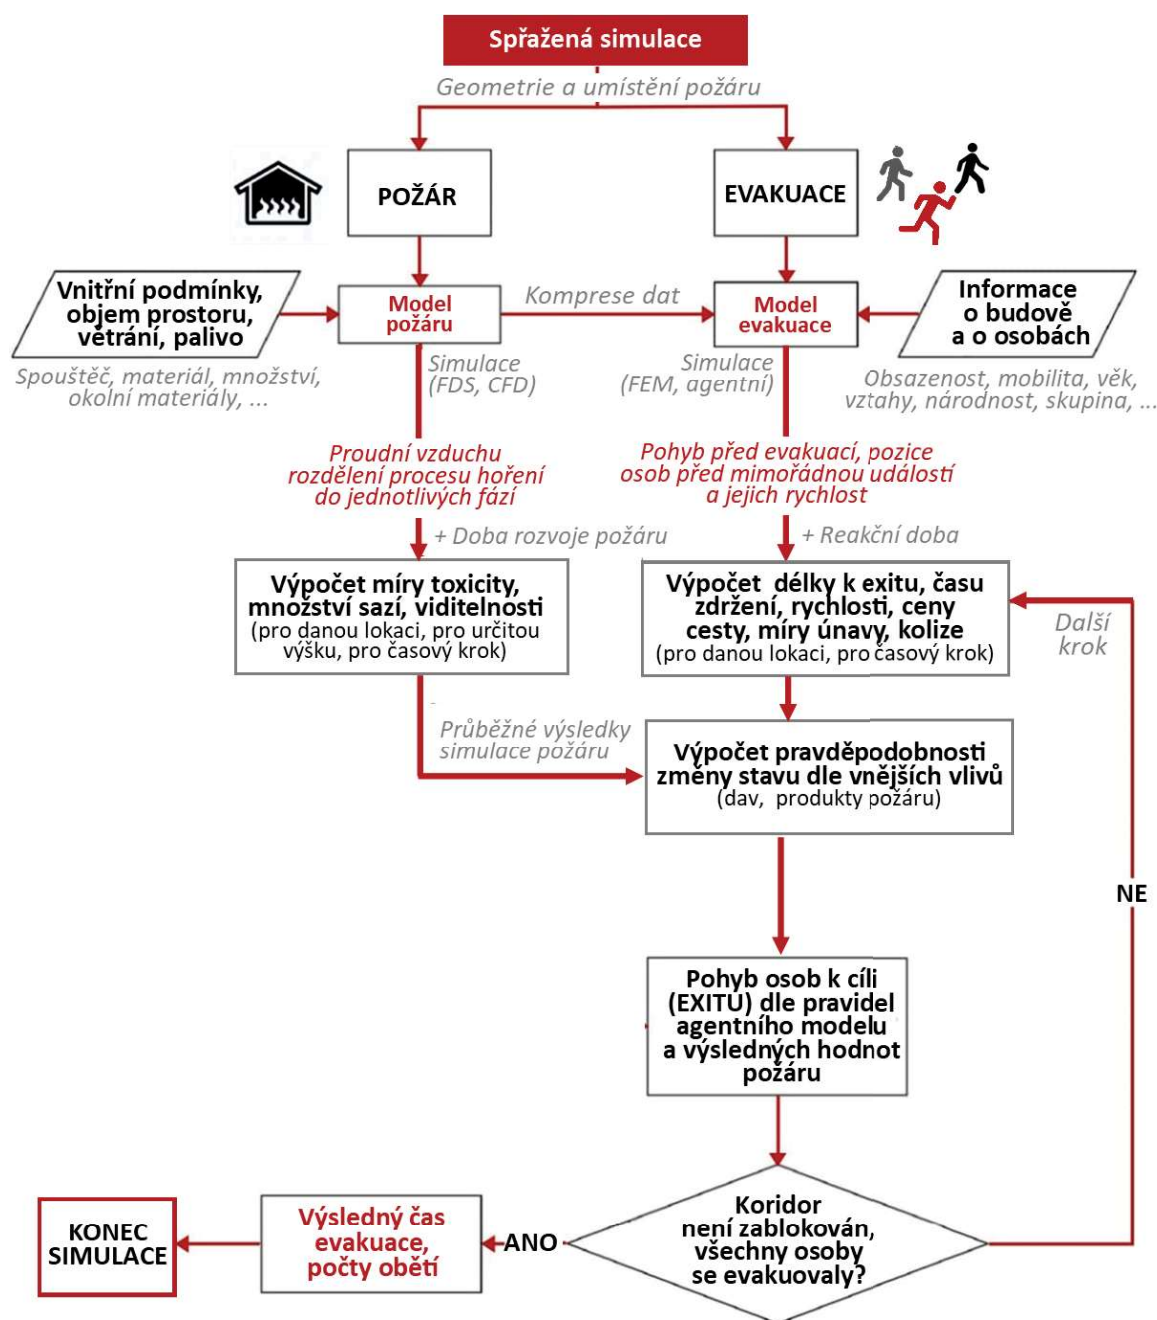 Spřažená simulace
Geometrie a umístění požáru
POŽÁR
EVAKUACE
Vnitřní podmínky,
objem prostoru,
větrání, palivo
Model
požáru
Komprese dat
Model
evakuace
Informace
o budově
a o osobách
Spouštěč, materiál, množství,
okolní materiály, ...
Simulace
(FDS, CFD)
Simulace
(FEM, agentní)
Obsazenost, mobilita, věk,
vztahy, národnost, skupina, ...
Proudní vzduchu
rozdělení procesu hoření
do jednotlivých fází
Pohyb před evakuací, pozice
osob před mimořádnou událostí
a jejich rychlost
+ Doba rozvoje požáru
+ Reakční doba
Výpočet míry toxicity,
množství sazí, viditelnosti
(pro danou lokaci, pro určitou
výšku, pro časový krok)
Výpočet délky k exitu, času
zdržení, rychlosti, ceny
cesty, míry únavy, kolize
(pro danou lokaci, pro časový krok)
Další
krok
Průběžné výsledky
simulace požáru
Výpočet pravděpodobnosti
změny stavu dle vnějších vlivů
(dav, produkty požáru)
NE
Pohyb osob k cíli
(EXITU) dle pravidel
agentního modelu
a výsledných hodnot
požáru
Koridor
není zablokován,
všechny osoby
se evakuovaly?
ANO
Výsledný čas
evakuace,
počty obětí
KONEC
SIMULACE